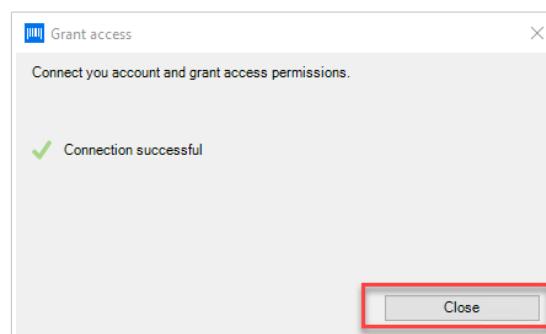 Grant access
Connect you account and grant access permissions.
Connection successful
Close